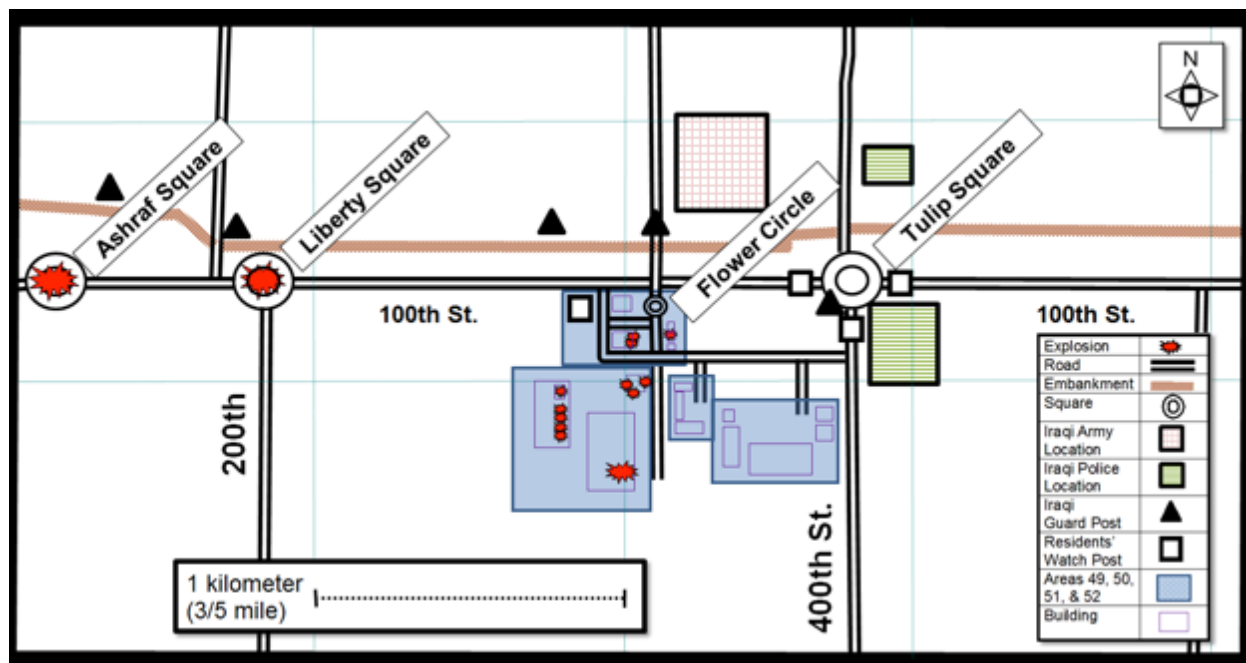 N
Ashraf Square
Liberty Square
Flower Circle
Tulip Square
100th St.
100th St.
200th
400th St.
1 kilometer
(3/5 mile)
Explosion
Road
Embankment
Square
Iraqi Army
Location
Iraqi Police
Location
Iraqi
Guard Post
Residents'
Watch Post
Areas 49, 50,
51, & 52
Building